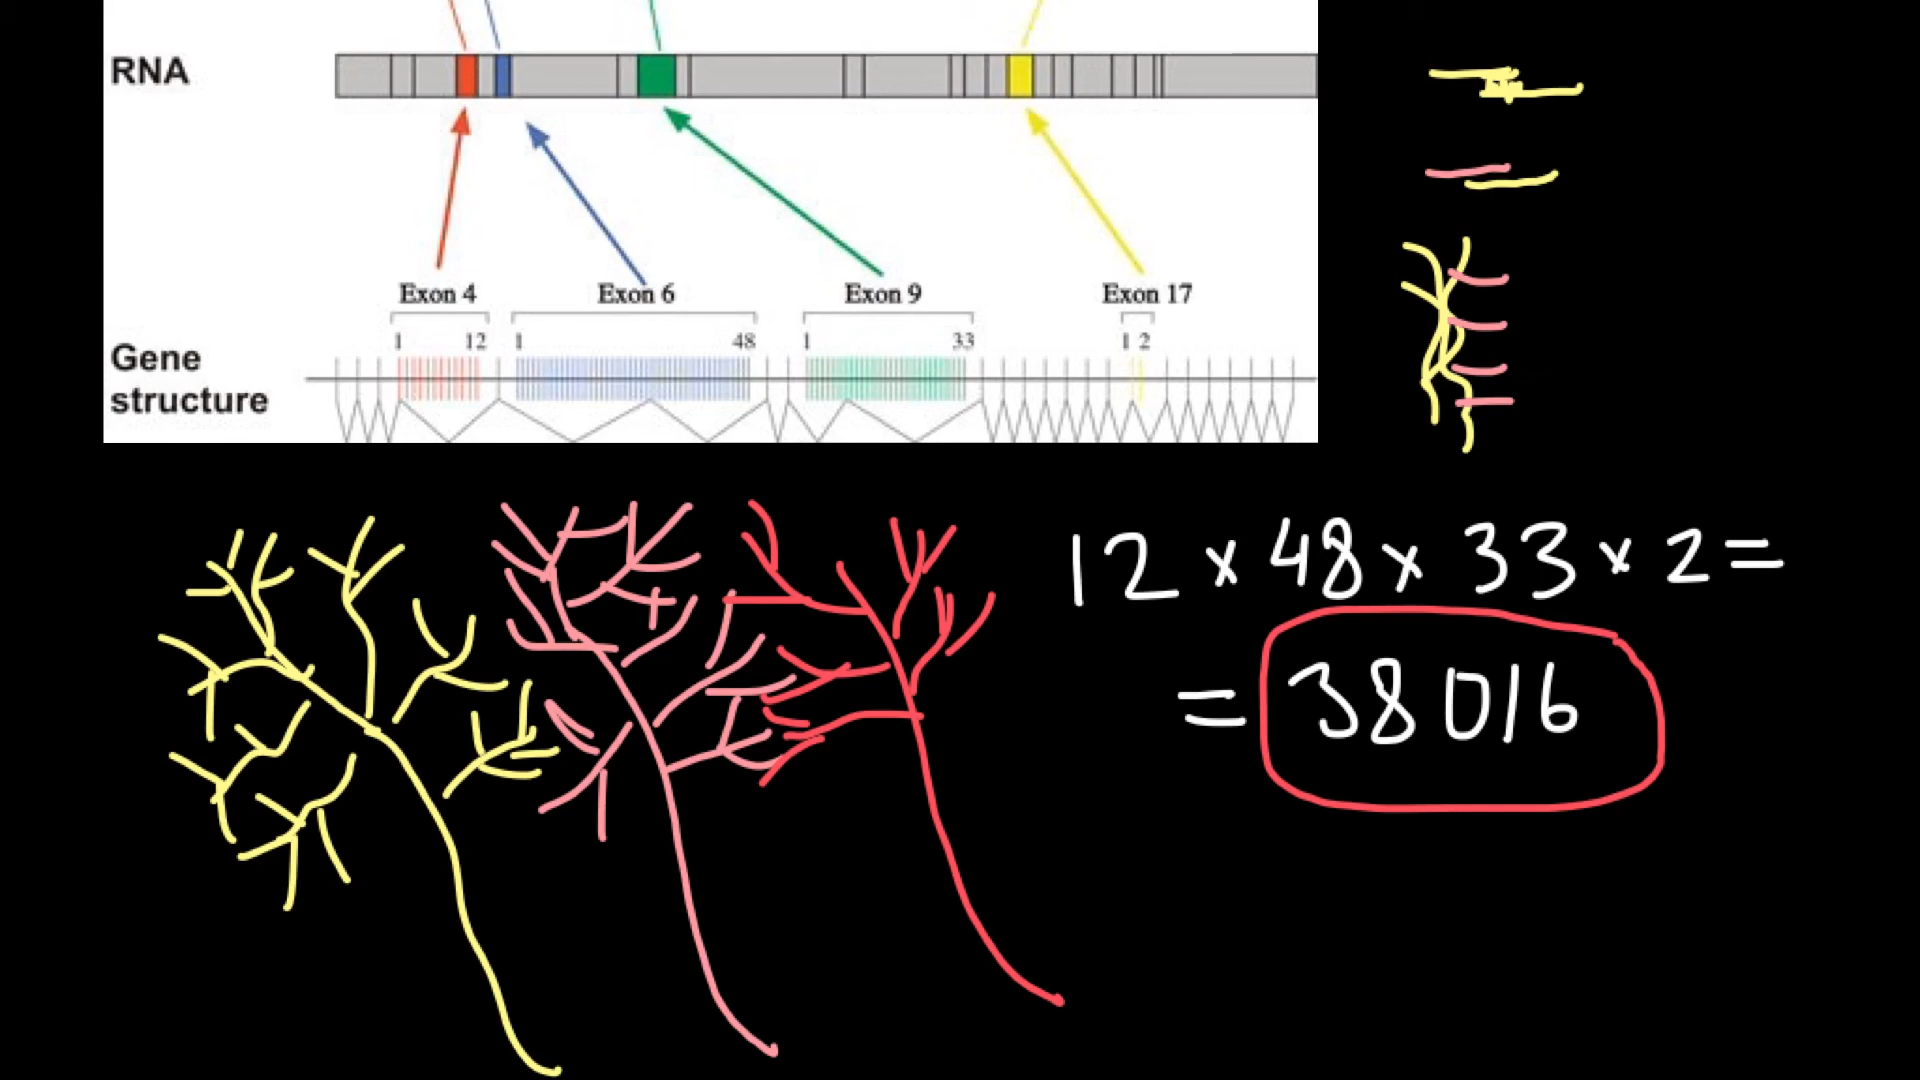 RNA
Exon 4 Exon 6 Exon 9 Exon 17
1 12 1 48 1 33 1 2
Gene
structure
12 × 48 × 33 × 2 =
= 38016